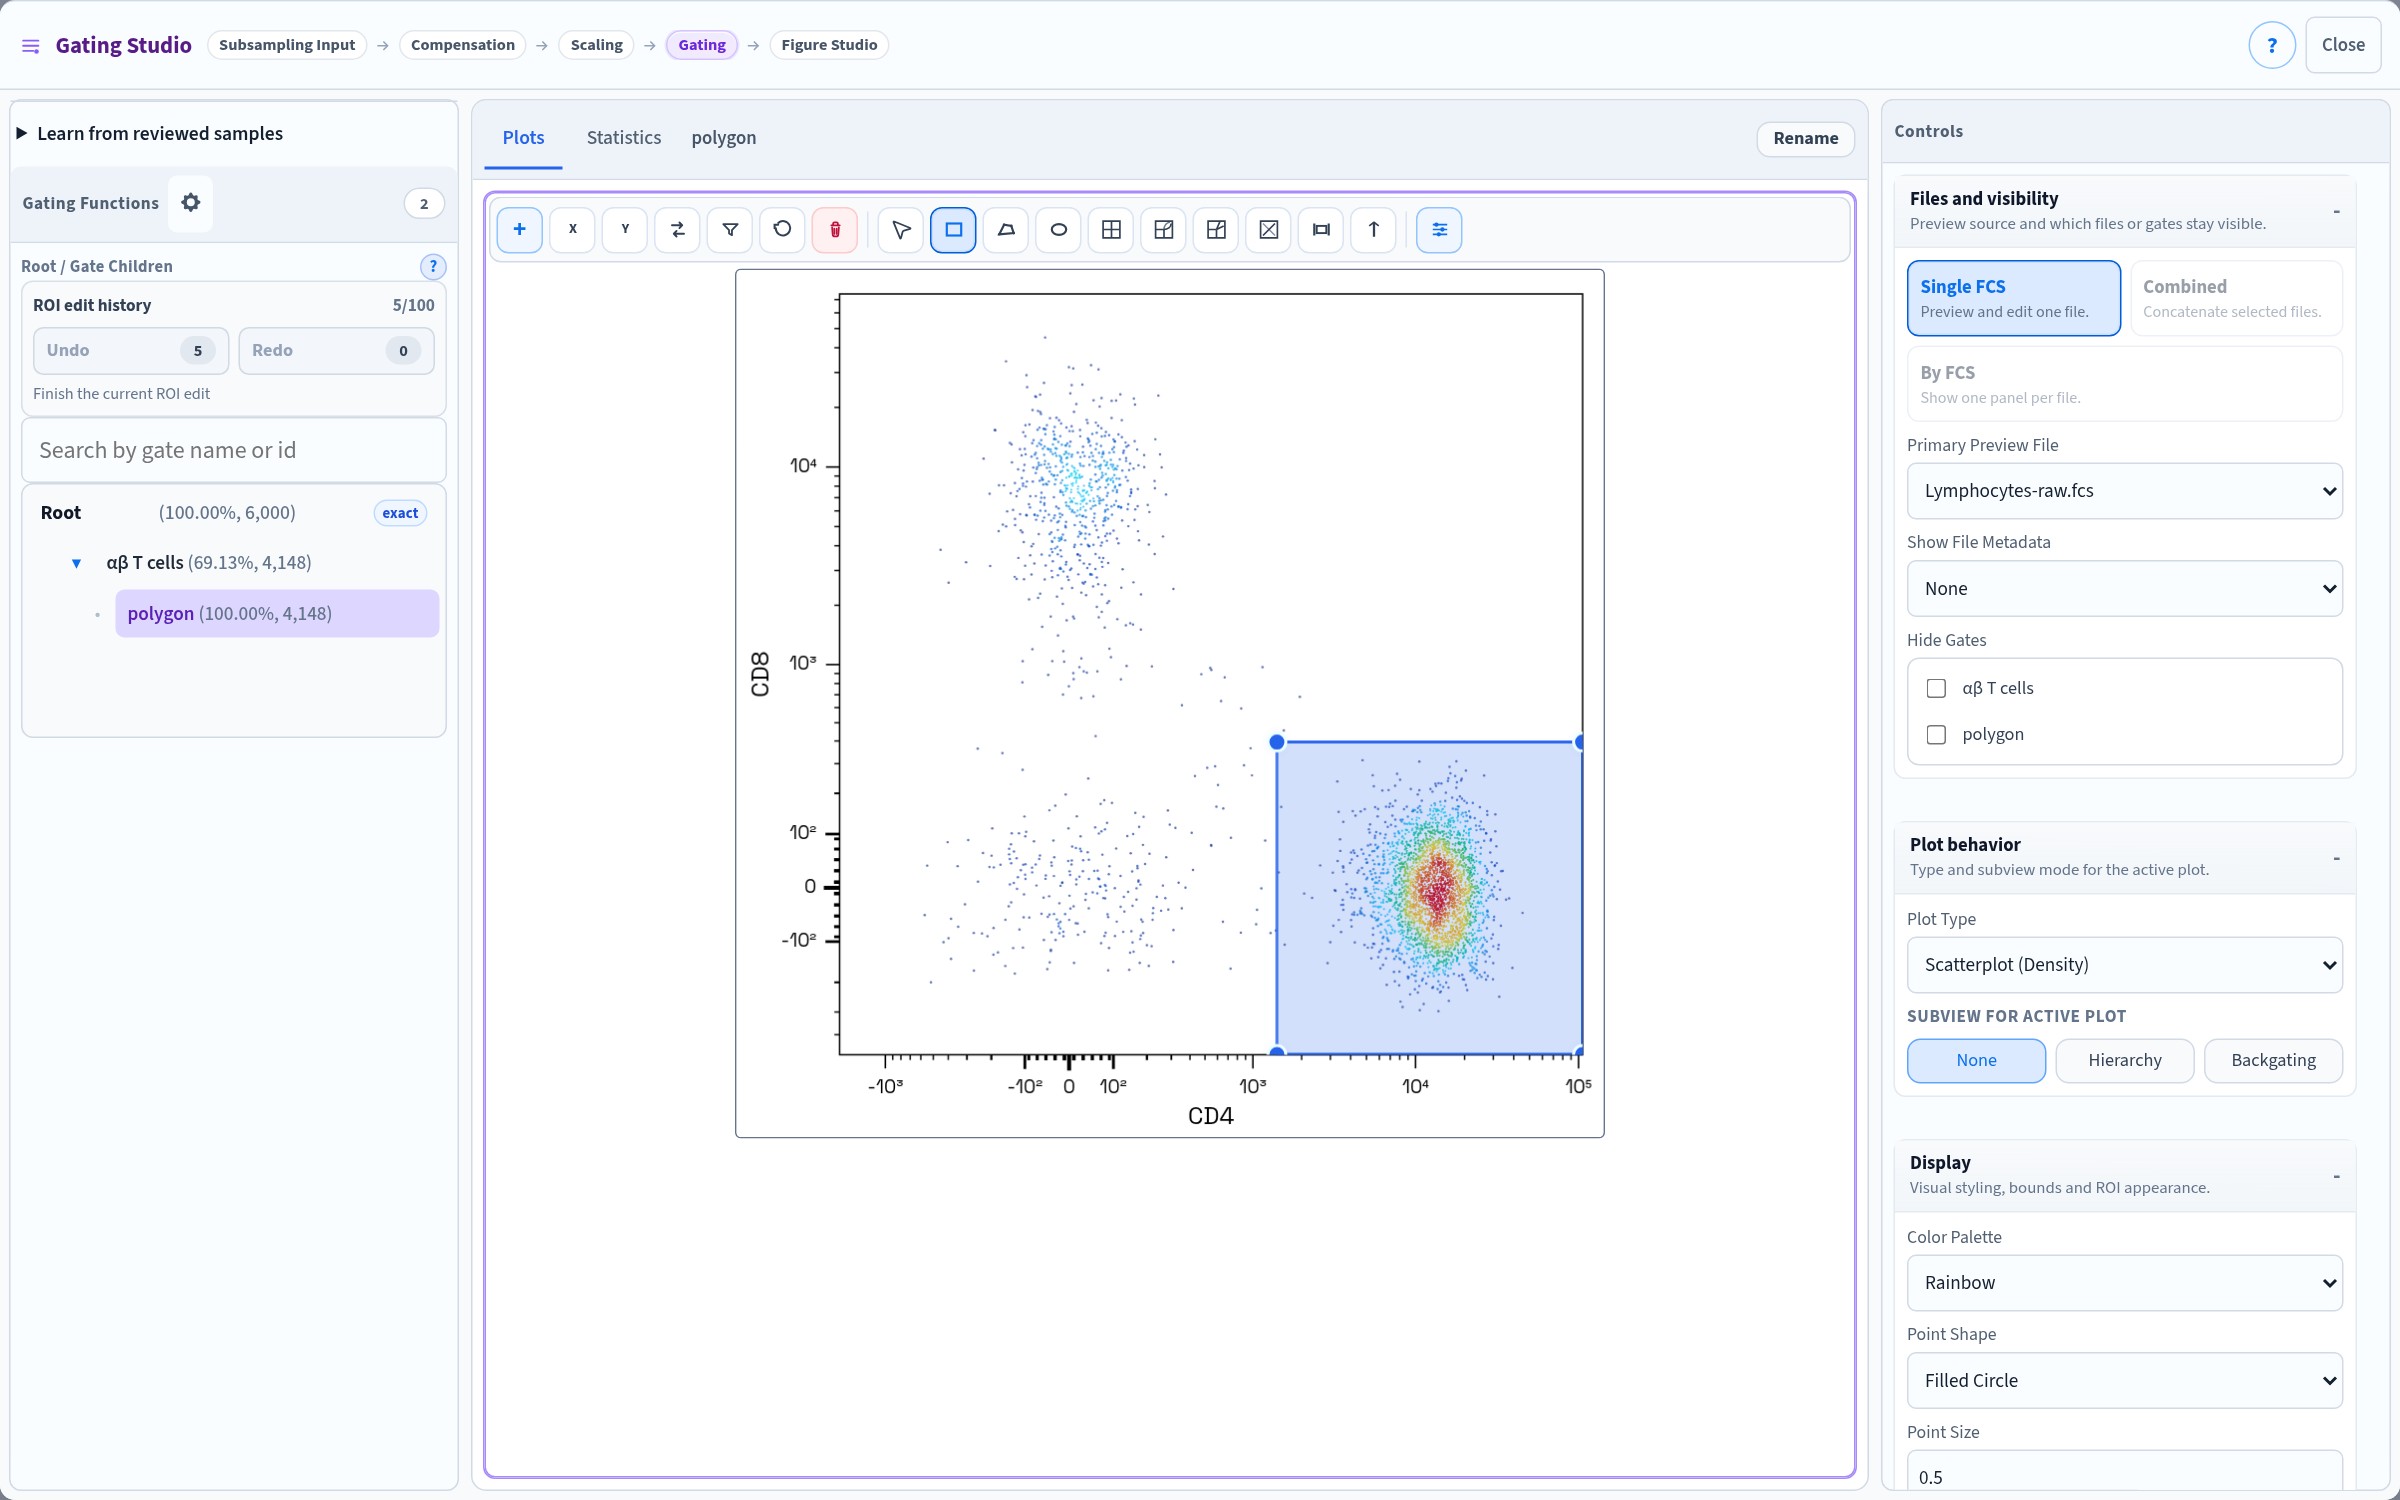 Gating Studio
Subsampling Input → Compensation → Scaling → Gating → Figure Studio
?
Close
Learn from reviewed samples
Gating Functions
2
Root / Gate Children
?
ROI edit history
5/100
Undo 5
Redo 0
Finish the current ROI edit
Search by gate name or id
Root (100.00%, 6,000) exact
αβ T cells (69.13%, 4,148)
polygon (100.00%, 4,148)
Plots
Statistics
polygon
Rename
+
X
Y
CD8
10⁴
10³
10²
0
-10²
-10³
-10²
0
10²
10³
10⁴
10⁵
CD4
Controls
Files and visibility
-
Preview source and which files or gates stay visible.
Single FCS
Preview and edit one file.
Combined
Concatenate selected files.
By FCS
Show one panel per file.
Primary Preview File
Lymphocytes-raw.fcs
Show File Metadata
None
Hide Gates
αβ T cells
polygon
Plot behavior
-
Type and subview mode for the active plot.
Plot Type
Scatterplot (Density)
SUBVIEW FOR ACTIVE PLOT
None
Hierarchy
Backgating
Display
-
Visual styling, bounds and ROI appearance.
Color Palette
Rainbow
Point Shape
Filled Circle
Point Size
0.5